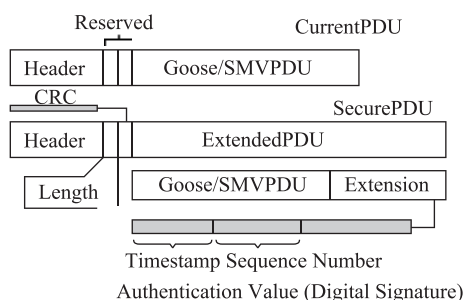 Reserved
CurrentPDU
Header Goose/SMVPDU
CRC
SecurePDU
Header ExtendedPDU
Length Goose/SMVPDU Extension
Timestamp Sequence Number
Authentication Value (Digital Signature)